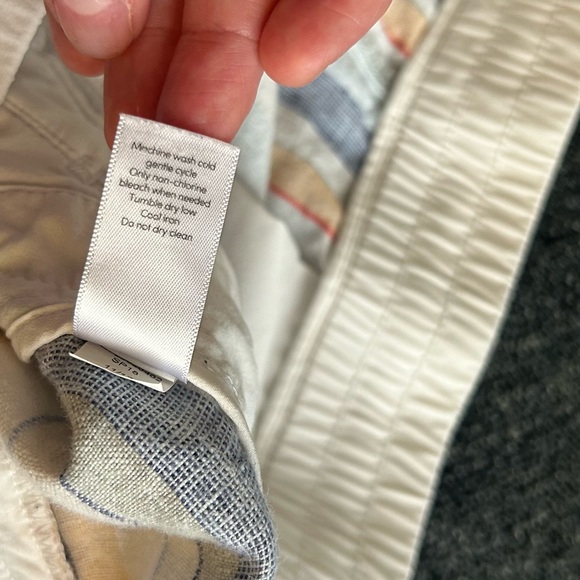 Machine wash cold
gentle cycle
Only non-chlorine
bleach when needed
Tumble dry low
Cool iron
Do not dry clean
SP16